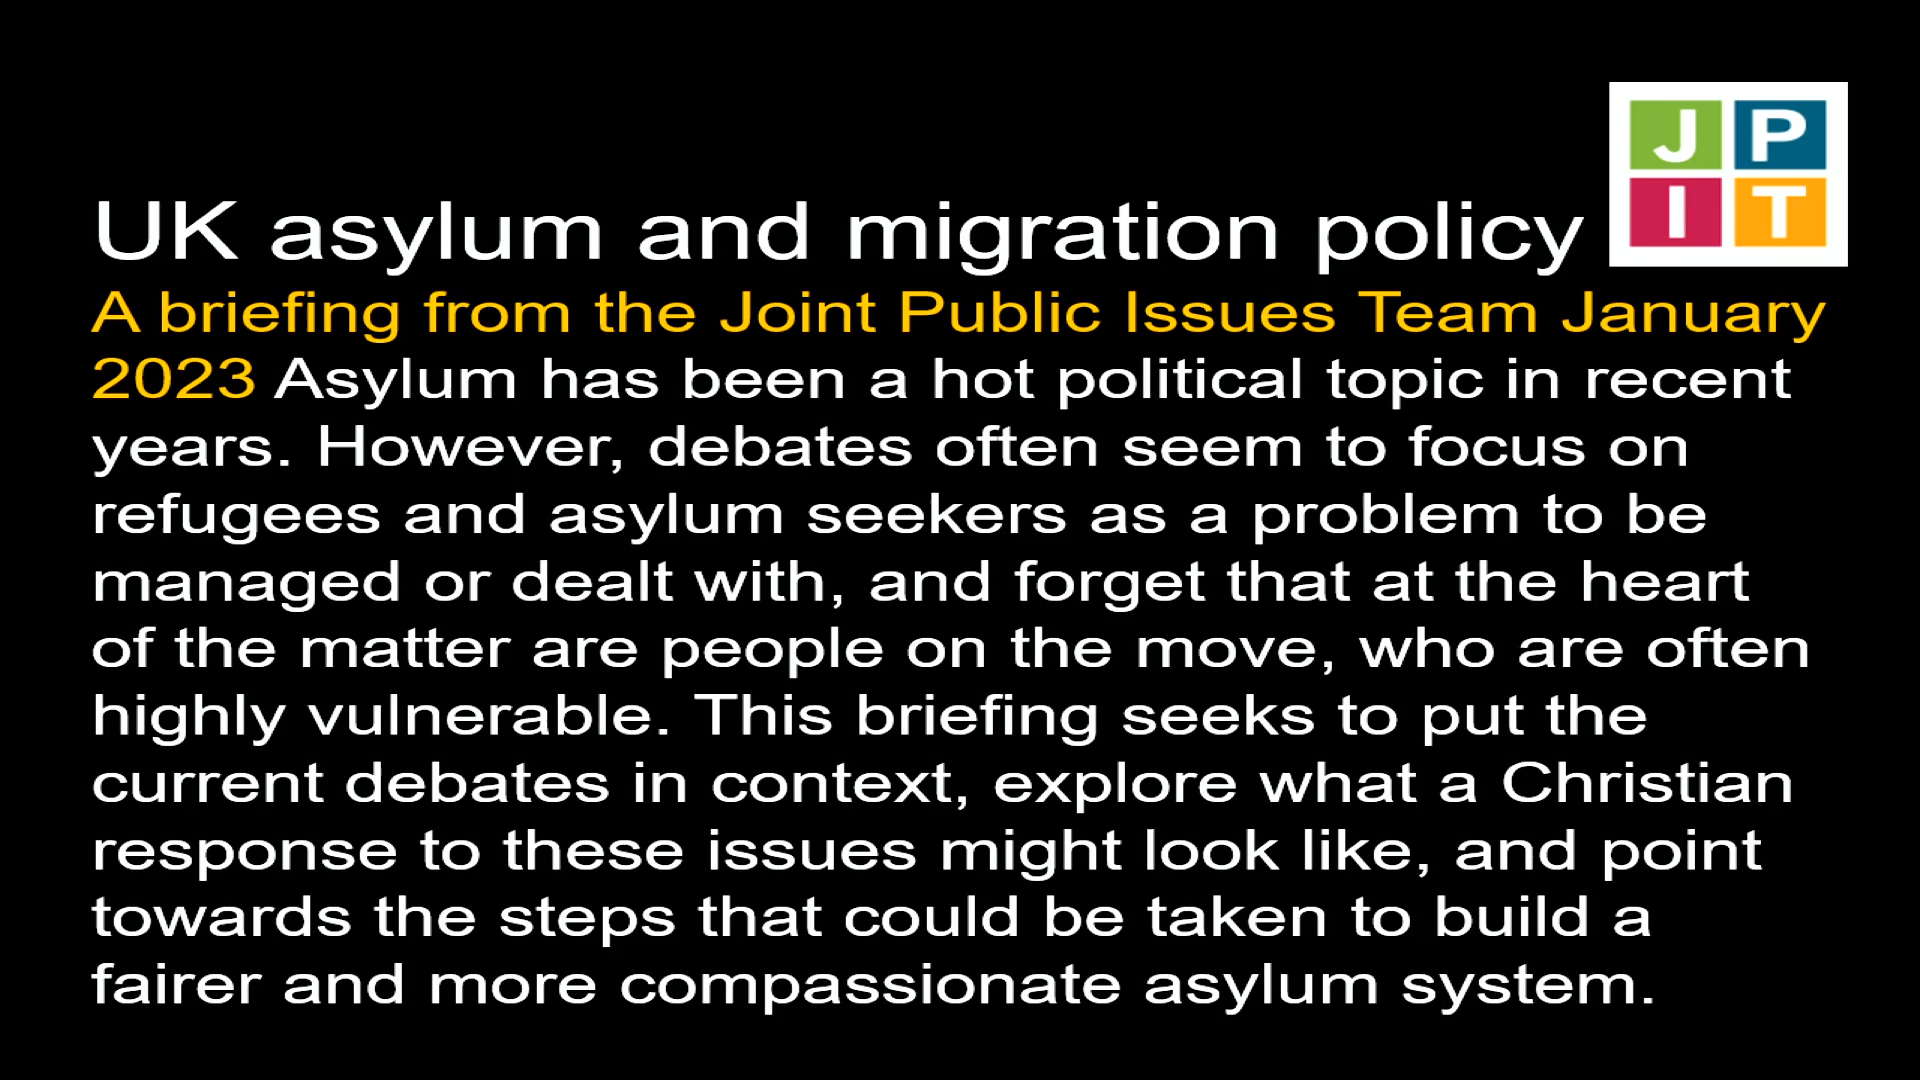 JP
IT
UK asylum and migration policy
A briefing from the Joint Public Issues Team January
2023 Asylum has been a hot political topic in recent
years. However, debates often seem to focus on
refugees and asylum seekers as a problem to be
managed or dealt with, and forget that at the heart
of the matter are people on the move, who are often
highly vulnerable. This briefing seeks to put the
current debates in context, explore what a Christian
response to these issues might look like, and point
towards the steps that could be taken to build a
fairer and more compassionate asylum system.